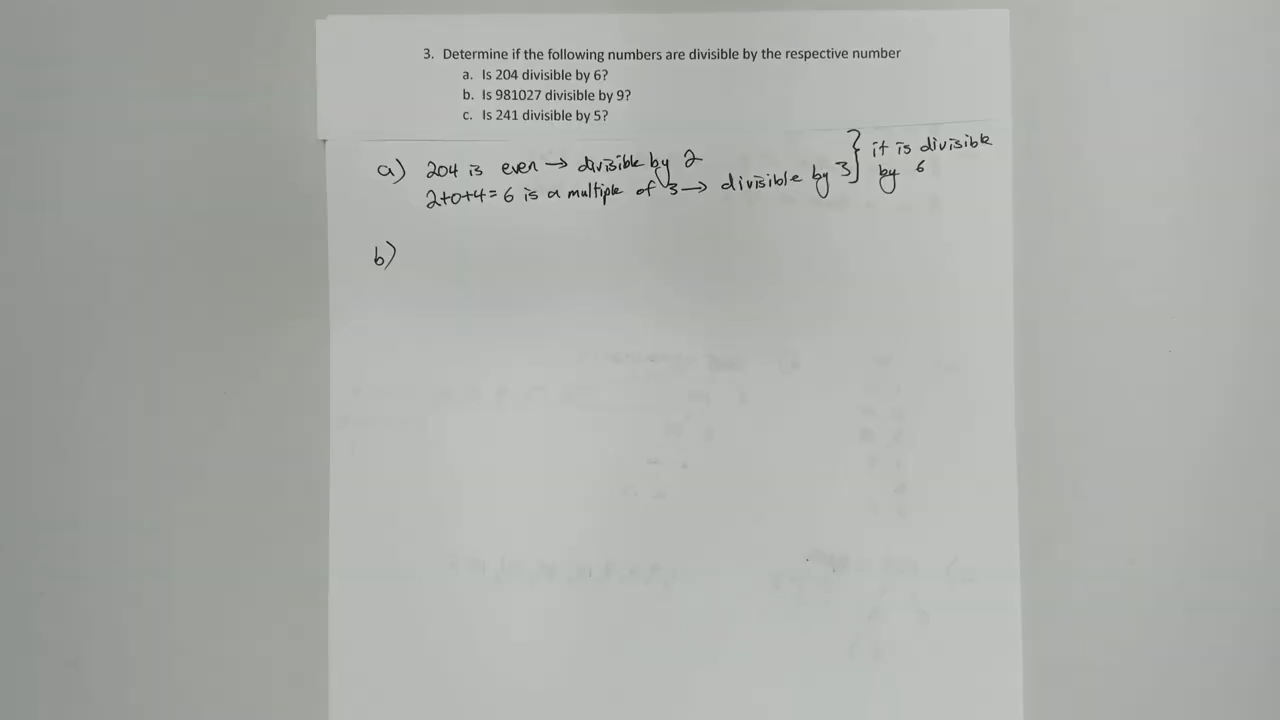 3. Determine if the following numbers are divisible by the respective number
a. Is 204 divisible by 6?
b. Is 981027 divisible by 9?
c. Is 241 divisible by 5?
a) 204 is even → divisible by 2
2+0+4=6 is a multiple of 3 → divisible by 3 } it is divisible
by 6
b)